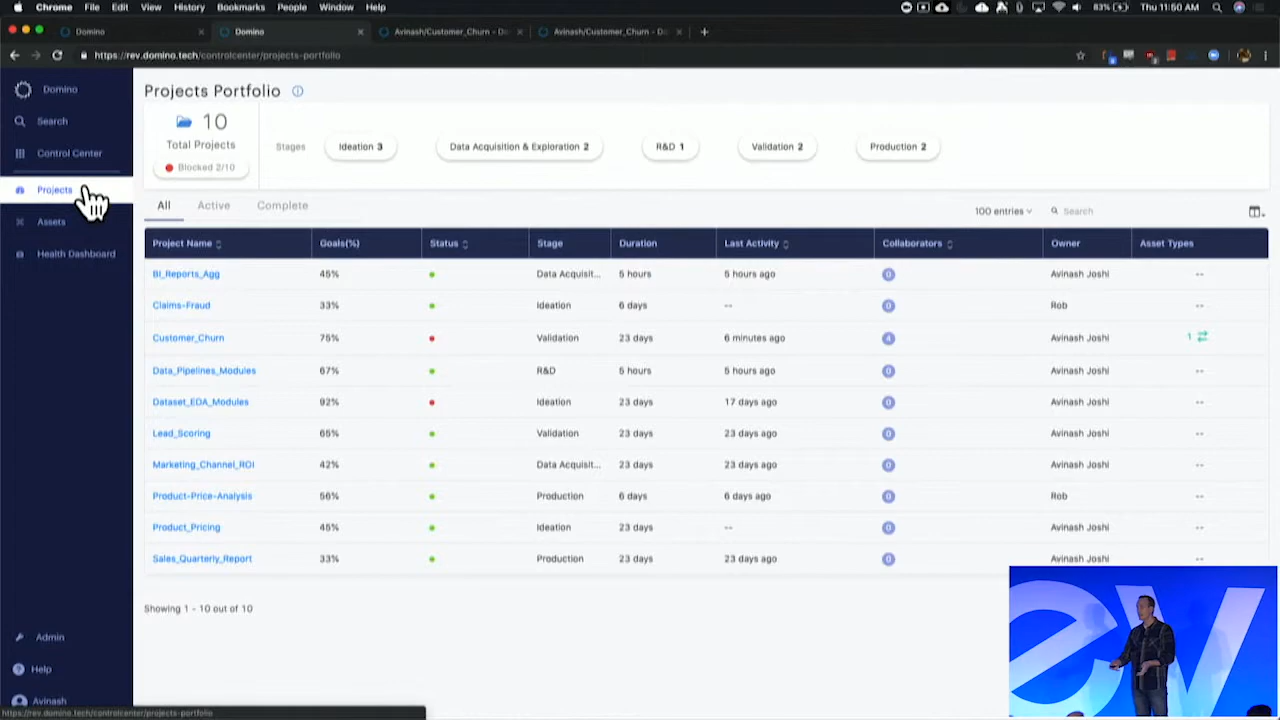 Chrome File Edit View History Bookmarks People Window Help 83% Thu 11:50 AM
Domino × Domino × Avinash/Customer_Churn - Do × Avinash/Customer_Churn - Do × +
https://rev.domino.tech/controlcenter/projects-portfolio
Domino
Search
Control Center
Projects
Assets
Health Dashboard
Admin
Help
Avinash
https://rev.domino.tech/controlcenter/projects-portfolio
Projects Portfolio
10
Total Projects
Blocked 2/10
Stages Ideation 3 Data Acquisition & Exploration 2 R&D 1 Validation 2 Production 2
All Active Complete 100 entries Search
Project Name Goals(%) Status Stage Duration Last Activity Collaborators Owner Asset Types
BI_Reports_Agg 45% Data Acquisit... 5 hours 5 hours ago 0 Avinash Joshi --
Claims-Fraud 33% Ideation 6 days -- 0 Rob --
Customer_Churn 75% Validation 23 days 6 minutes ago 4 Avinash Joshi 1
Data_Pipelines_Modules 67% R&D 5 hours 5 hours ago 0 Avinash Joshi --
Dataset_EDA_Modules 92% Ideation 23 days 17 days ago 0 Avinash Joshi --
Lead_Scoring 65% Validation 23 days 23 days ago 0 Avinash Joshi --
Marketing_Channel_ROI 42% Data Acquisit... 23 days 23 days ago 0 Avinash Joshi --
Product-Price-Analysis 56% Production 6 days 6 days ago 0 Rob --
Product_Pricing 45% Ideation 23 days -- 0 Avinash Joshi --
Sales_Quarterly_Report 33% Production 23 days 23 days ago 0 Avinash Joshi --
Showing 1 - 10 out of 10
ev